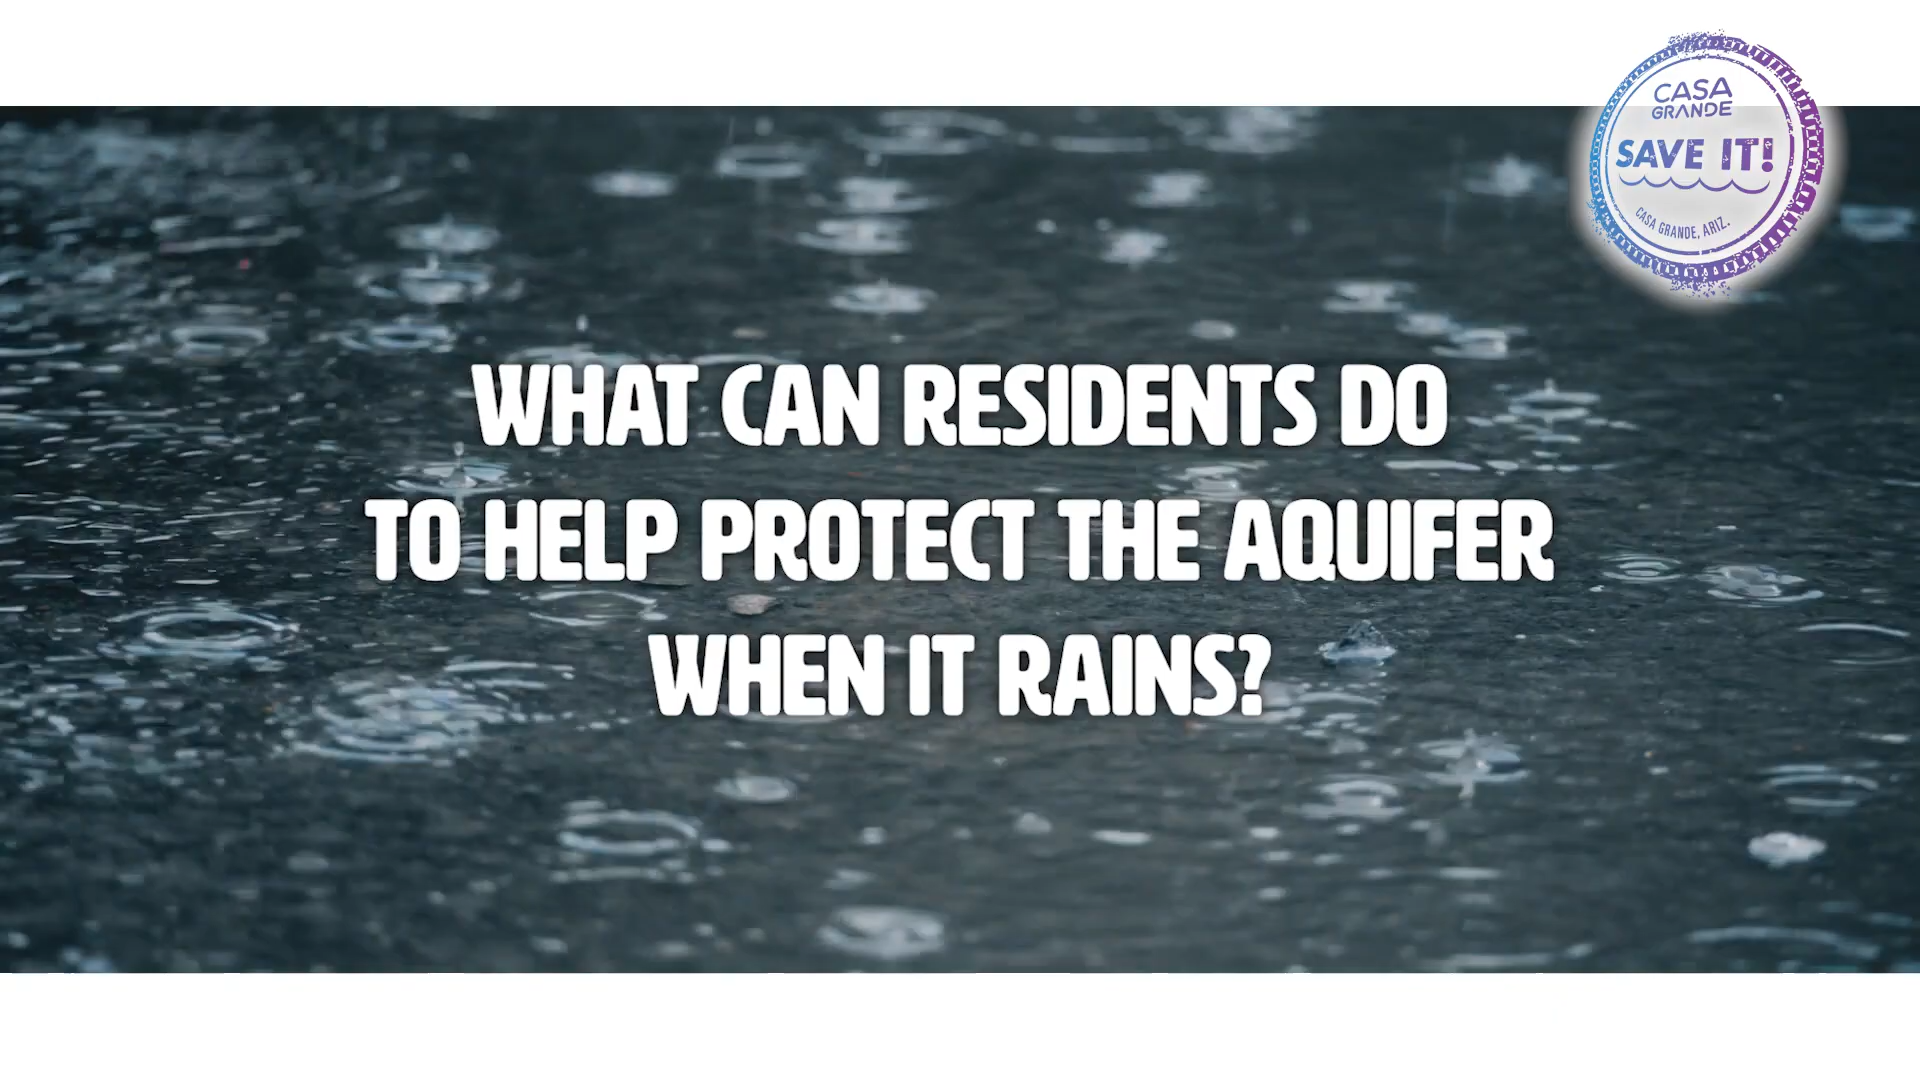 CASA
GRANDE
SAVE IT!
CASA GRANDE, ARIZ.
WHAT CAN RESIDENTS DO
TO HELP PROTECT THE AQUIFER
WHEN IT RAINS?